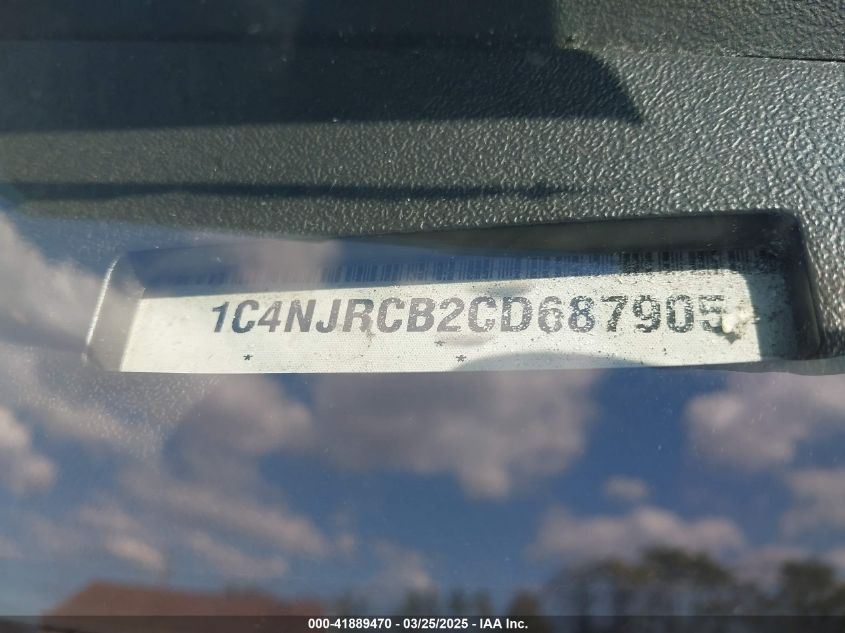 1C4NJRCB2CD687905
* * *
000-41889470 - 03/25/2025 - IAA Inc.